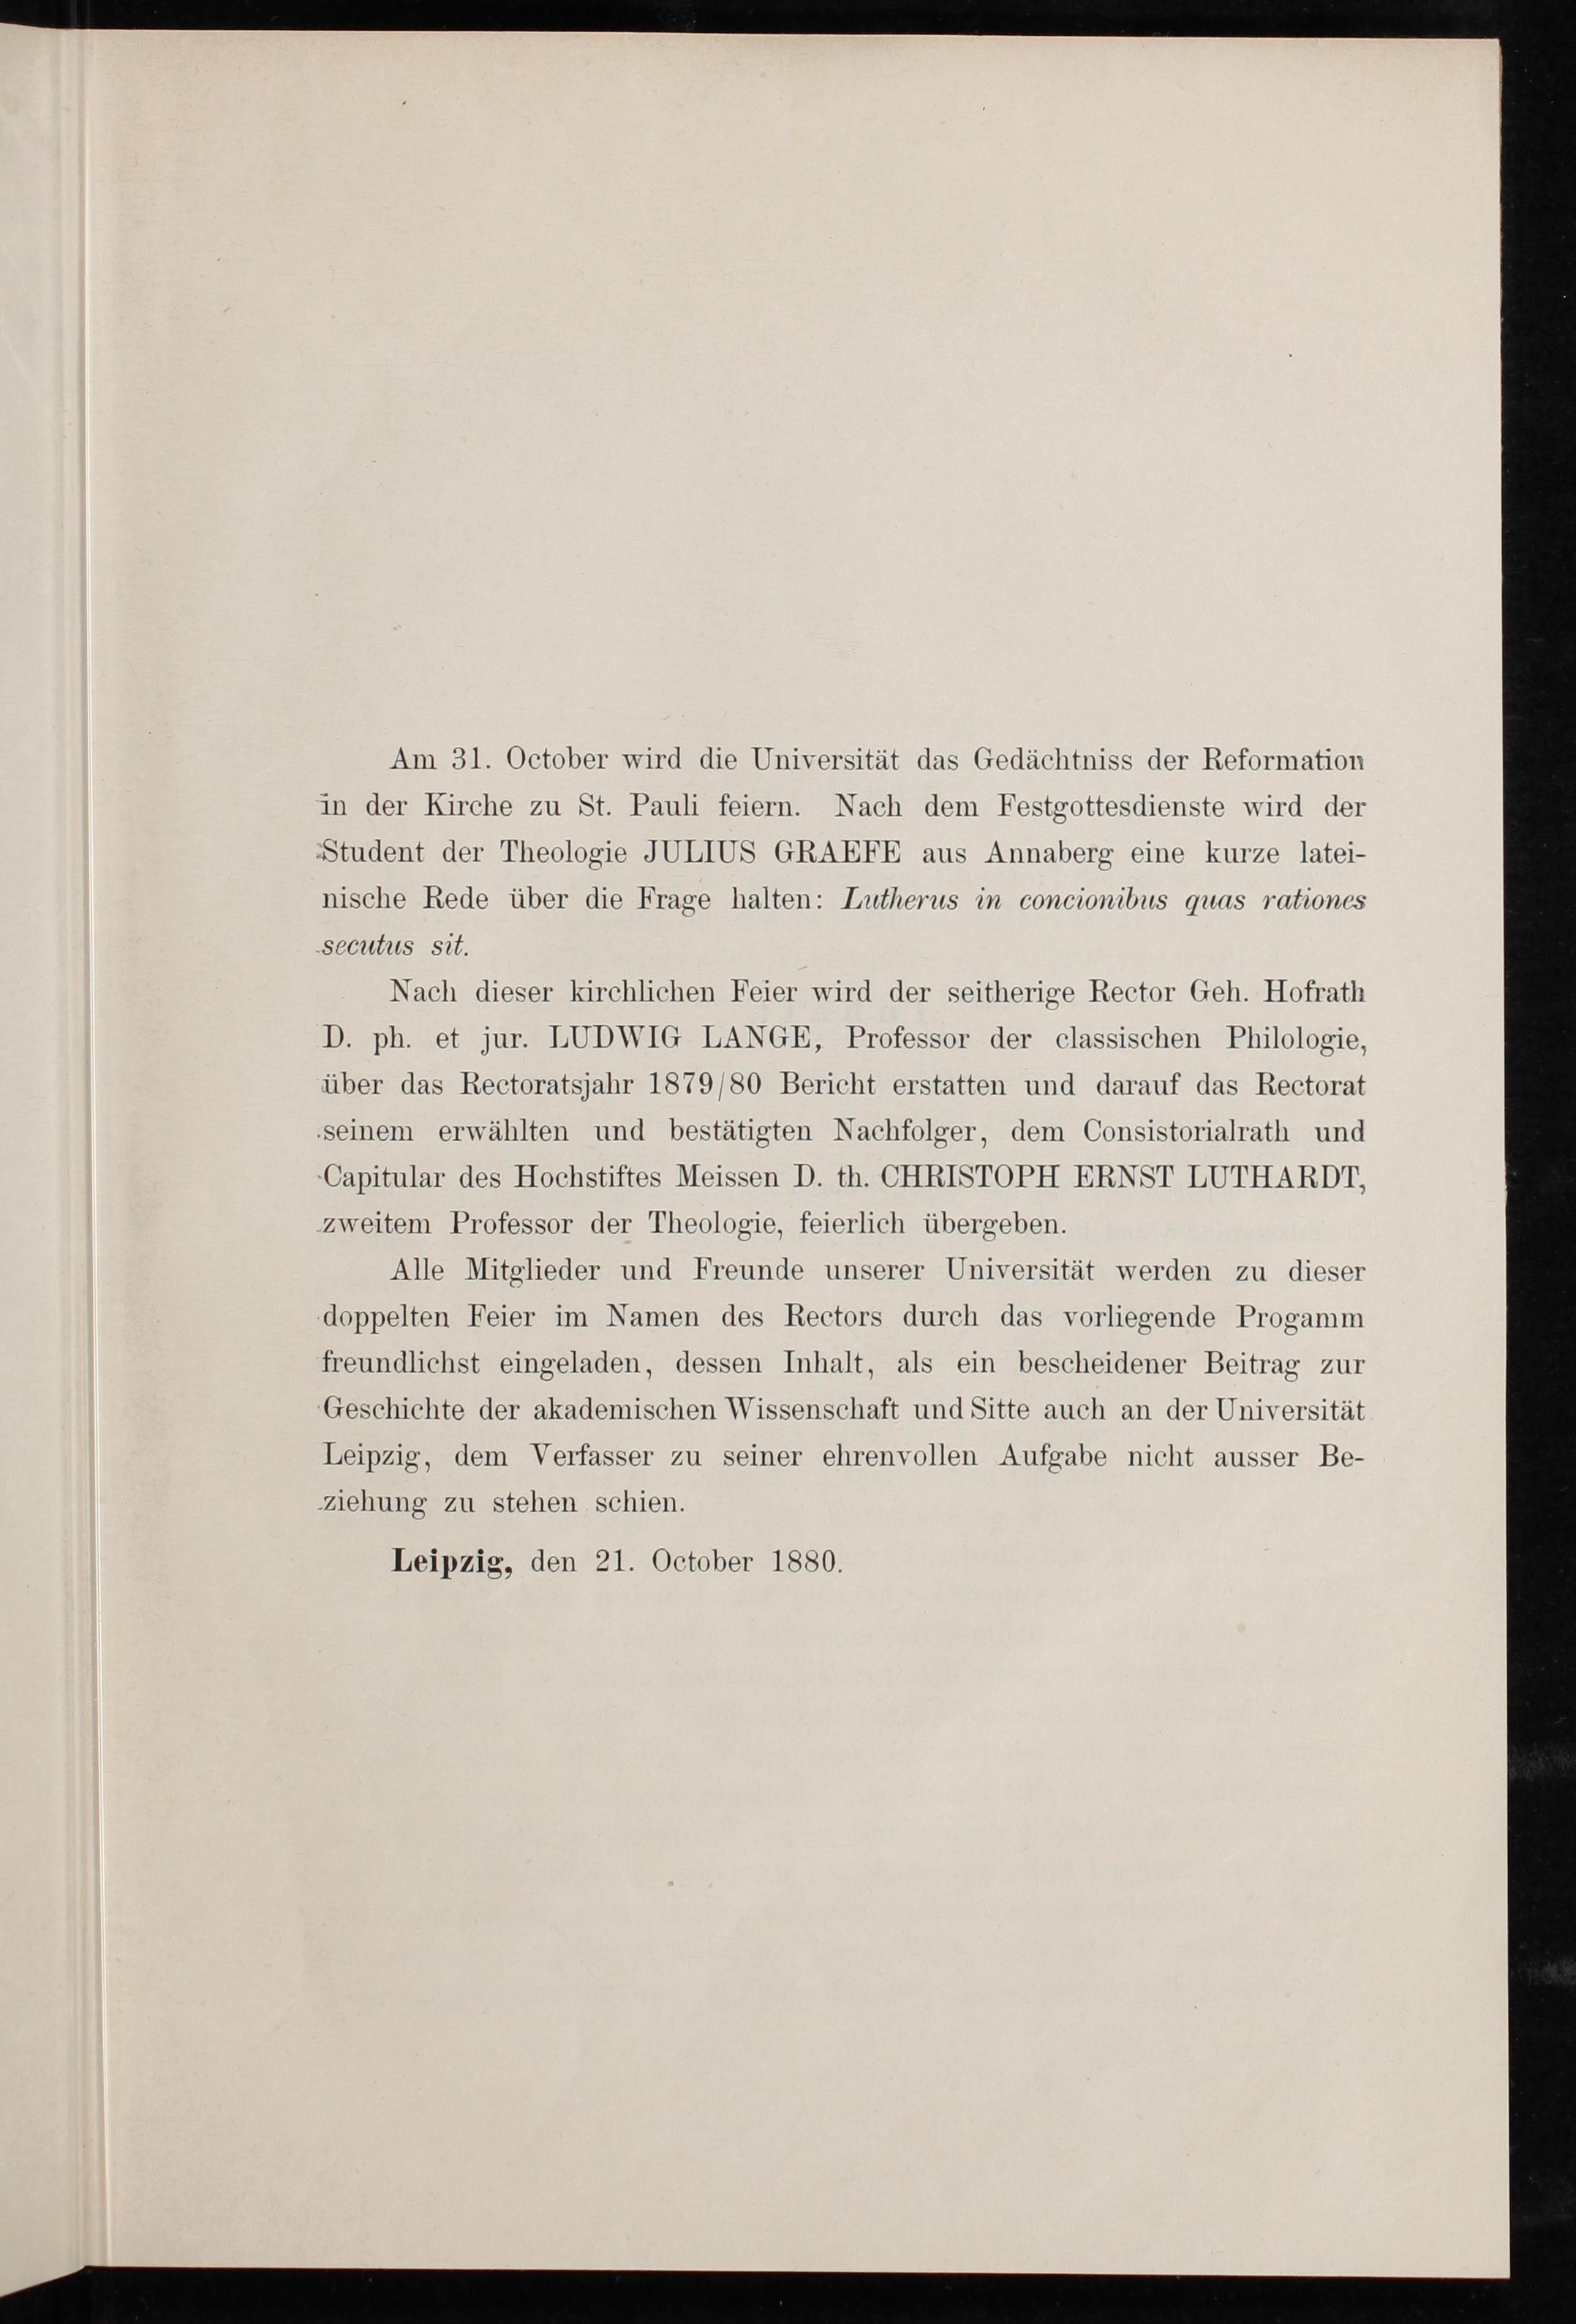 Am 31. October wird die Universität das Gedächtniss der Reformation
in der Kirche zu St. Pauli feiern. Nach dem Festgottesdienste wird der
Student der Theologie JULIUS GRAEFE aus Annaberg eine kurze latei-
nische Rede über die Frage halten: Lutherus in concionibus quas rationes
secutus sit.
Nach dieser kirchlichen Feier wird der seitherige Rector Geh. Hofrath
D. ph. et jur. LUDWIG LANGE, Professor der classischen Philologie,
über das Rectoratsjahr 1879/80 Bericht erstatten und darauf das Rectorat
seinem erwählten und bestätigten Nachfolger, dem Consistorialrath und
Capitular des Hochstiftes Meissen D. th. CHRISTOPH ERNST LUTHARDT,
zweitem Professor der Theologie, feierlich übergeben.
Alle Mitglieder und Freunde unserer Universität werden zu dieser
doppelten Feier im Namen des Rectors durch das vorliegende Progamm
freundlichst eingeladen, dessen Inhalt, als ein bescheidener Beitrag zur
Geschichte der akademischen Wissenschaft und Sitte auch an der Universität
Leipzig, dem Verfasser zu seiner ehrenvollen Aufgabe nicht ausser Be-
ziehung zu stehen schien.
Leipzig, den 21. October 1880.